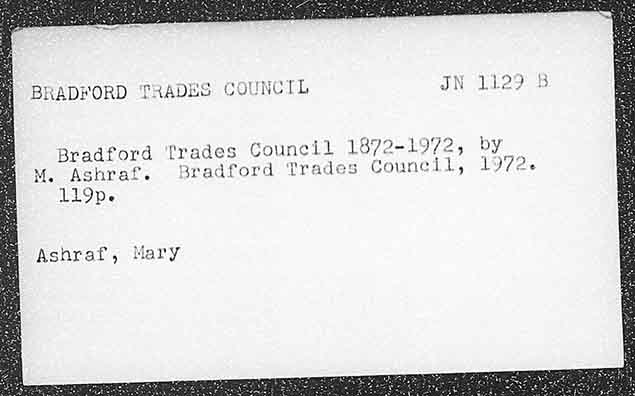 BRADFORD TRADES COUNCIL JN 1129 B
Bradford Trades Council 1872-1972, by
M. Ashraf. Bradford Trades Council, 1972.
119p.
Ashraf, Mary